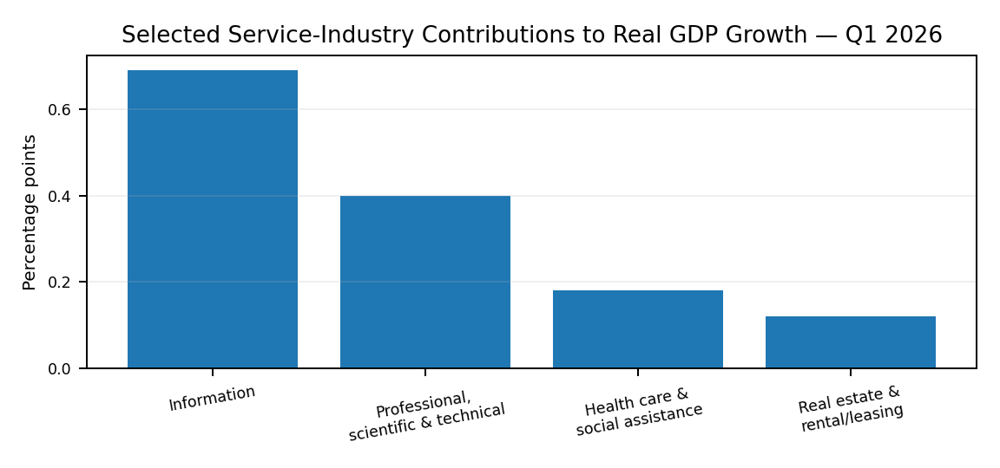 Selected Service-Industry Contributions to Real GDP Growth — Q1 2026
Percentage points
0.6
0.4
0.2
0.0
Information
Professional,
scientific & technical
Health care &
social assistance
Real estate &
rental/leasing